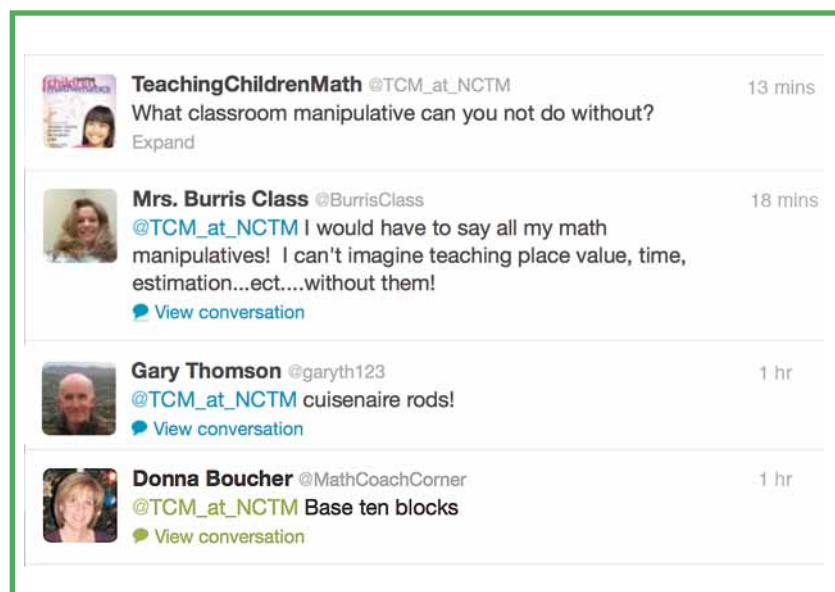 children
mathematics
TeachingChildrenMath @TCM_at_NCTM 13 mins
What classroom manipulative can you not do without?
Expand
Mrs. Burris Class @BurrisClass 18 mins
@TCM_at_NCTM I would have to say all my math
manipulatives! I can't imagine teaching place value, time,
estimation...ect....without them!
View conversation
Gary Thomson @garyth123 1 hr
@TCM_at_NCTM cuisenaire rods!
View conversation
Donna Boucher @MathCoachCorner 1 hr
@TCM_at_NCTM Base ten blocks
View conversation